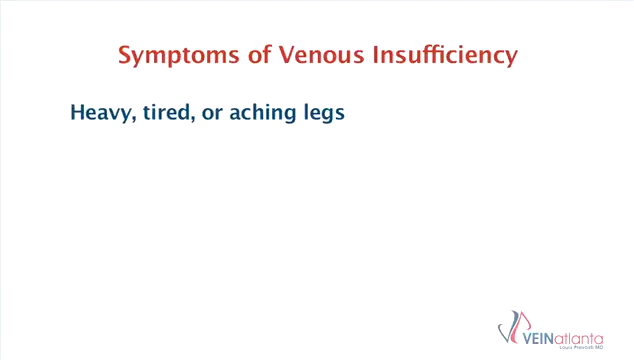 Symptoms of Venous Insufficiency
Heavy, tired, or aching legs
VEINatlanta
Louis Prevosti MD